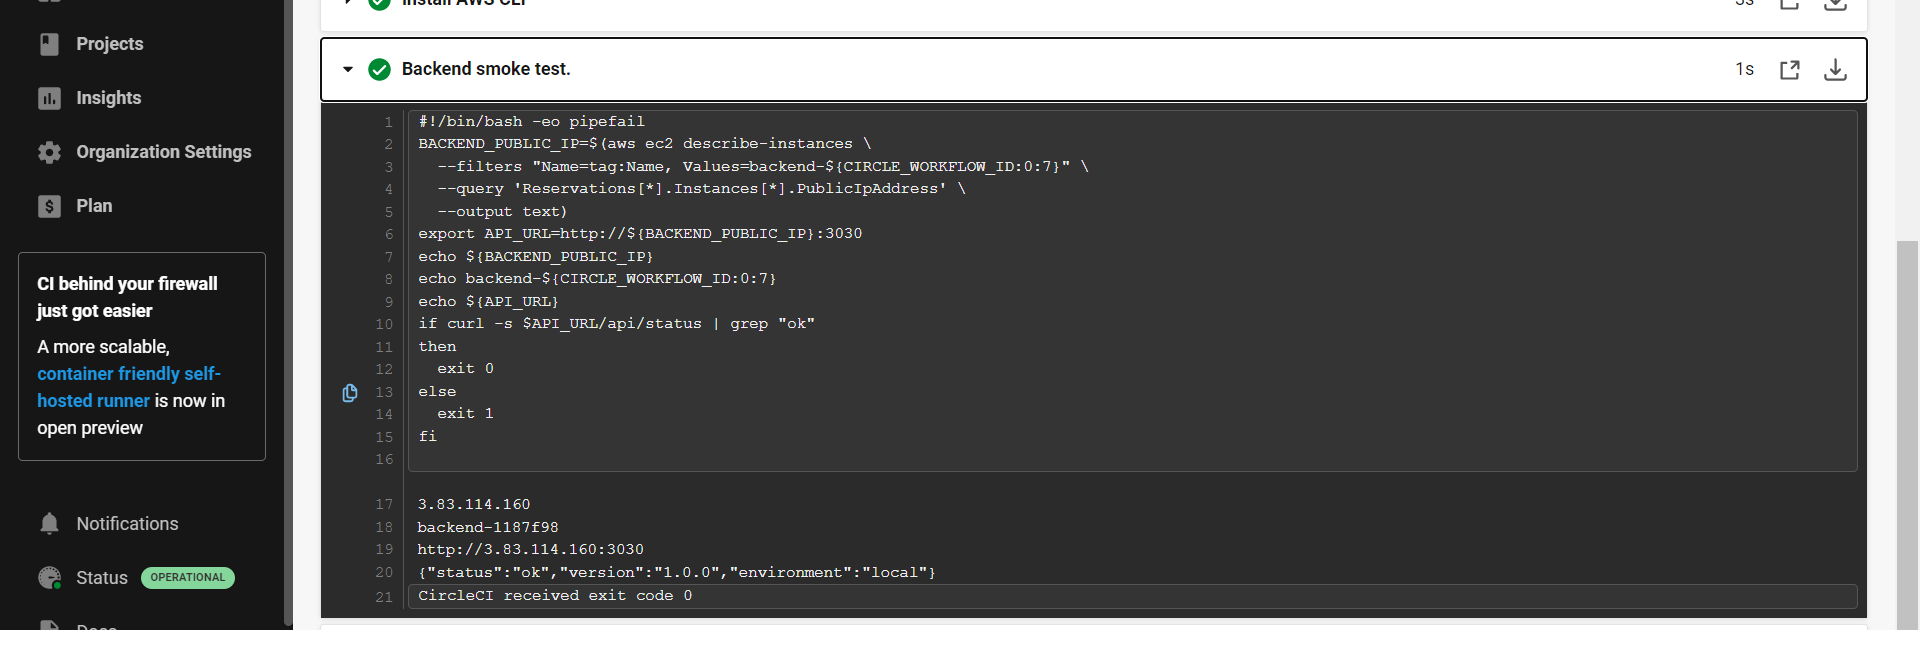 Projects
Insights
Organization Settings
Plan
CI behind your firewall
just got easier
A more scalable,
container friendly self-
hosted runner is now in
open preview
Notifications
Status OPERATIONAL
Docs
Install AWS CLI
Backend smoke test.
1s
1 #!/bin/bash -eo pipefail
2 BACKEND_PUBLIC_IP=$(aws ec2 describe-instances \
3 --filters "Name=tag:Name, Values=backend-${CIRCLE_WORKFLOW_ID:0:7}" \
4 --query 'Reservations[*].Instances[*].PublicIpAddress' \
5 --output text)
6 export API_URL=http://${BACKEND_PUBLIC_IP}:3030
7 echo ${BACKEND_PUBLIC_IP}
8 echo backend-${CIRCLE_WORKFLOW_ID:0:7}
9 echo ${API_URL}
10 if curl -s $API_URL/api/status | grep "ok"
11 then
12 exit 0
13 else
14 exit 1
15 fi
16
17 3.83.114.160
18 backend-1187f98
19 http://3.83.114.160:3030
20 {"status":"ok","version":"1.0.0","environment":"local"}
21 CircleCI received exit code 0